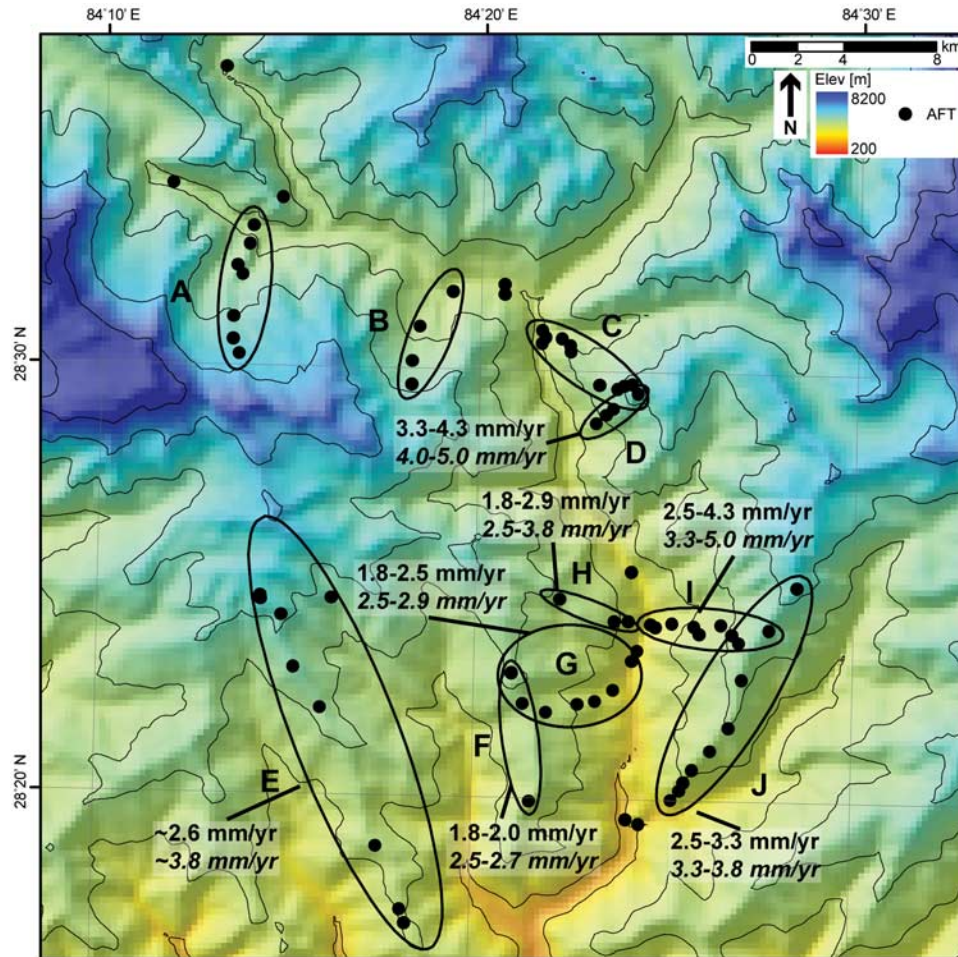 84°10' E
84°20' E
84°30' E
km
0 2 4 8
N
Elev [m]
8200
200
AFT
28°30' N
28°20' N
A
B
C
D
3.3-4.3 mm/yr
4.0-5.0 mm/yr
1.8-2.9 mm/yr
2.5-3.8 mm/yr
2.5-4.3 mm/yr
3.3-5.0 mm/yr
1.8-2.5 mm/yr
2.5-2.9 mm/yr
H
I
G
F
E
J
~2.6 mm/yr
~3.8 mm/yr
1.8-2.0 mm/yr
2.5-2.7 mm/yr
2.5-3.3 mm/yr
3.3-3.8 mm/yr